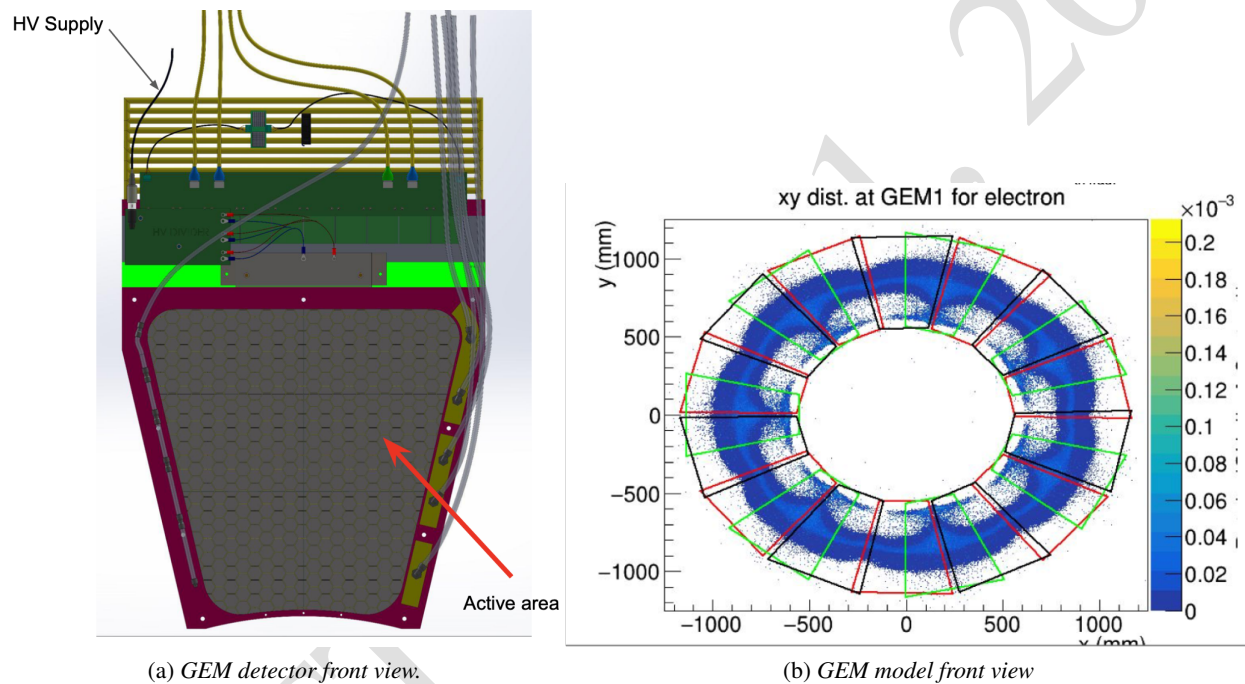 HV Supply
Active area
(a) GEM detector front view.
xy dist. at GEM1 for electron
×10⁻³
y (mm)
1000
500
0
−500
−1000
−1000 −500 0 500 1000
x (mm)
0.2
0.18
0.16
0.14
0.12
0.1
0.08
0.06
0.04
0.02
0
(b) GEM model front view